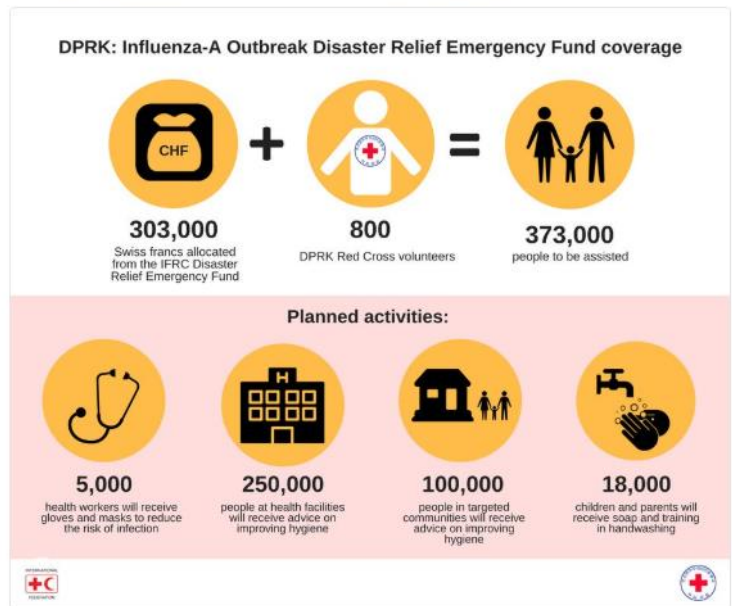 DPRK: Influenza-A Outbreak Disaster Relief Emergency Fund coverage
CHF
303,000
Swiss francs allocated
from the IFRC Disaster
Relief Emergency Fund
800
DPRK Red Cross volunteers
373,000
people to be assisted
Planned activities:
5,000
health workers will receive
gloves and masks to reduce
the risk of infection
250,000
people at health facilities
will receive advice on
improving hygiene
100,000
people in targeted
communities will receive
advice on improving
hygiene
18,000
children and parents will
receive soap and training
in handwashing
INTERNATIONAL
FEDERATION